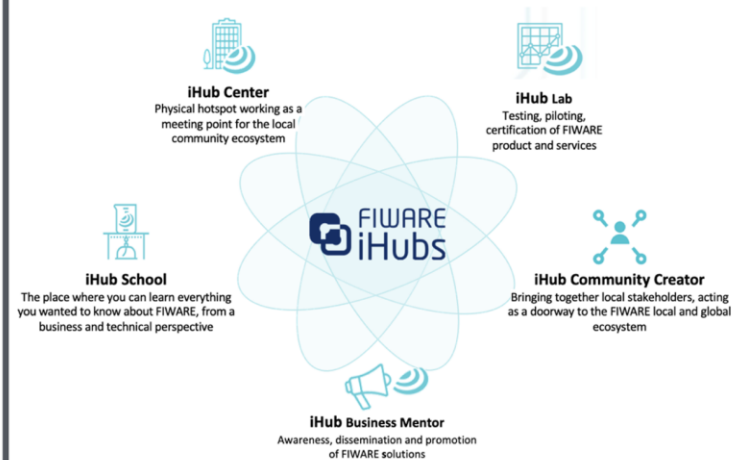 iHub Center
Physical hotspot working as a
meeting point for the local
community ecosystem
iHub Lab
Testing, piloting,
certification of FIWARE
product and services
FIWARE
iHubs
iHub School
The place where you can learn everything
you wanted to know about FIWARE, from a
business and technical perspective
iHub Community Creator
Bringing together local stakeholders, acting
as a doorway to the FIWARE local and global
ecosystem
iHub Business Mentor
Awareness, dissemination and promotion
of FIWARE solutions